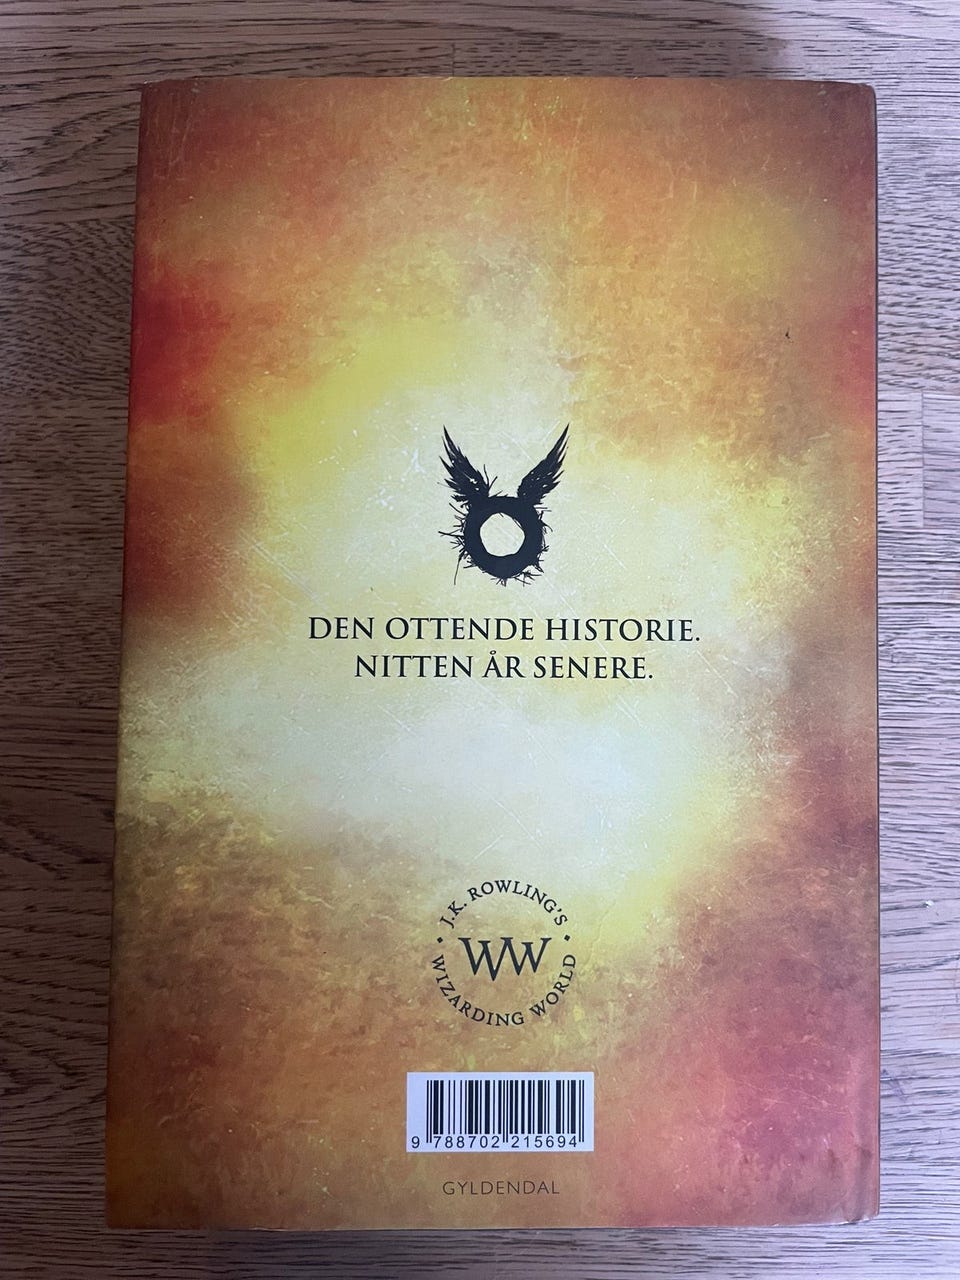 DEN OTTENDE HISTORIE.
NITTEN ÅR SENERE.
J.K. ROWLING'S
WW
WIZARDING WORLD
9 788702 215694
GYLDENDAL